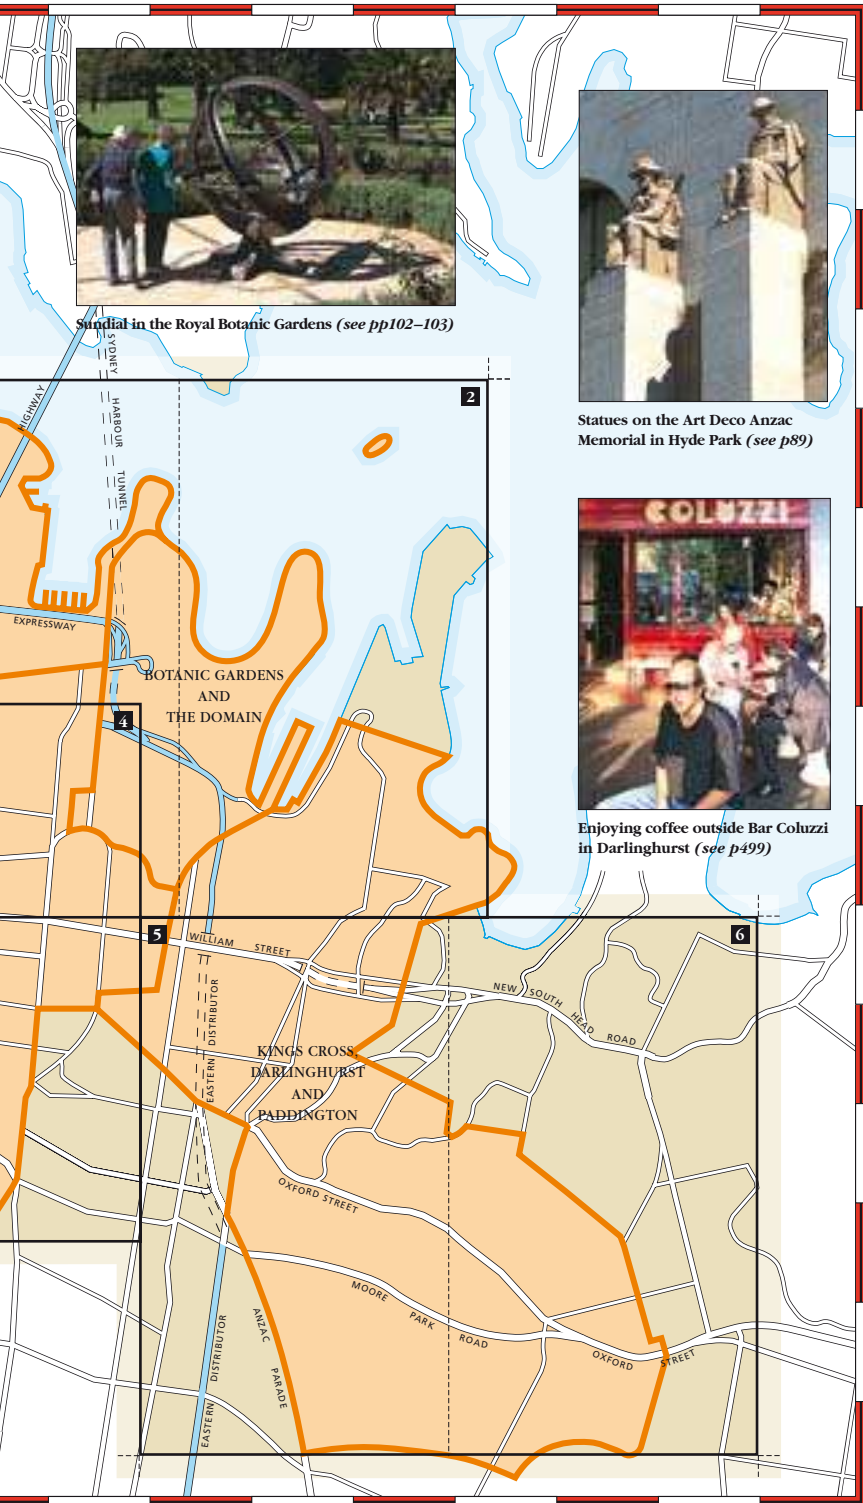 Sundial in the Royal Botanic Gardens (see pp102–103)
Statues on the Art Deco Anzac
Memorial in Hyde Park (see p89)
COLUZZI
Enjoying coffee outside Bar Coluzzi
in Darlinghurst (see p499)
HIGHWAY
SYDNEY HARBOUR TUNNEL
2
EXPRESSWAY
BOTANIC GARDENS
AND
THE DOMAIN
4
5
6
WILLIAM STREET
EASTERN DISTRIBUTOR
NEW SOUTH HEAD ROAD
KINGS CROSS,
DARLINGHURST
AND
PADDINGTON
OXFORD STREET
MOORE PARK ROAD
ANZAC PARADE
EASTERN DISTRIBUTOR
OXFORD STREET